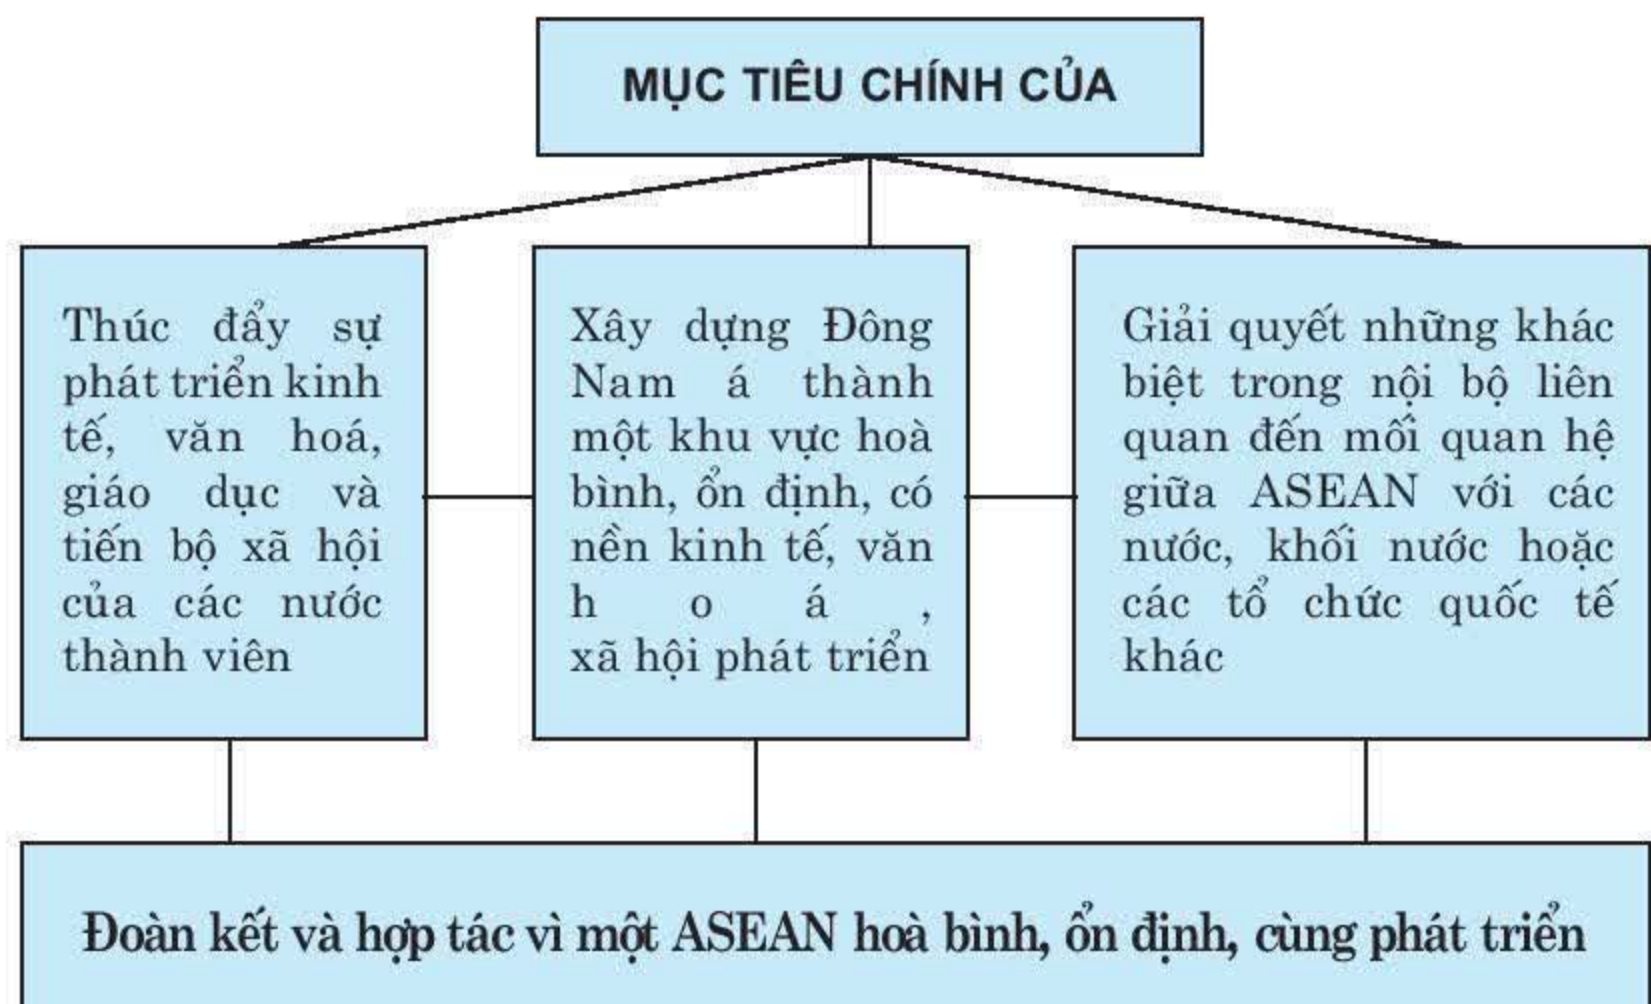 MỤC TIÊU CHÍNH CỦA
Thúc đẩy sự
phát triển kinh
tế, văn hoá,
giáo dục và
tiến bộ xã hội
của các nước
thành viên
Xây dựng Đông
Nam á thành
một khu vực hoà
bình, ổn định, có
nền kinh tế, văn
h o á ,
xã hội phát triển
Giải quyết những khác
biệt trong nội bộ liên
quan đến mối quan hệ
giữa ASEAN với các
nước, khối nước hoặc
các tổ chức quốc tế
khác
Đoàn kết và hợp tác vì một ASEAN hoà bình, ổn định, cùng phát triển